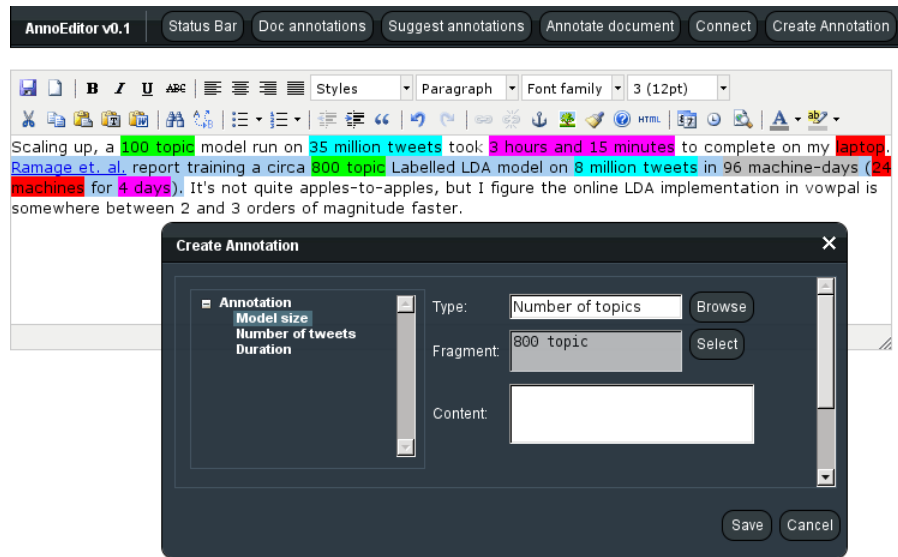 AnnoEditor v0.1 Status Bar Doc annotations Suggest annotations Annotate document Connect Create Annotation
B I U ABC Styles Paragraph Font family 3 (12pt)
HTML A ab
Scaling up, a 100 topic model run on 35 million tweets took 3 hours and 15 minutes to complete on my laptop.
Ramage et. al. report training a circa 800 topic Labelled LDA model on 8 million tweets in 96 machine-days (24
machines for 4 days). It's not quite apples-to-apples, but I figure the online LDA implementation in vowpal is
somewhere between 2 and 3 orders of magnitude faster.
Create Annotation
Annotation
Model size
Number of tweets
Duration
Type: Number of topics Browse
Fragment: 800 topic Select
Content:
Save Cancel